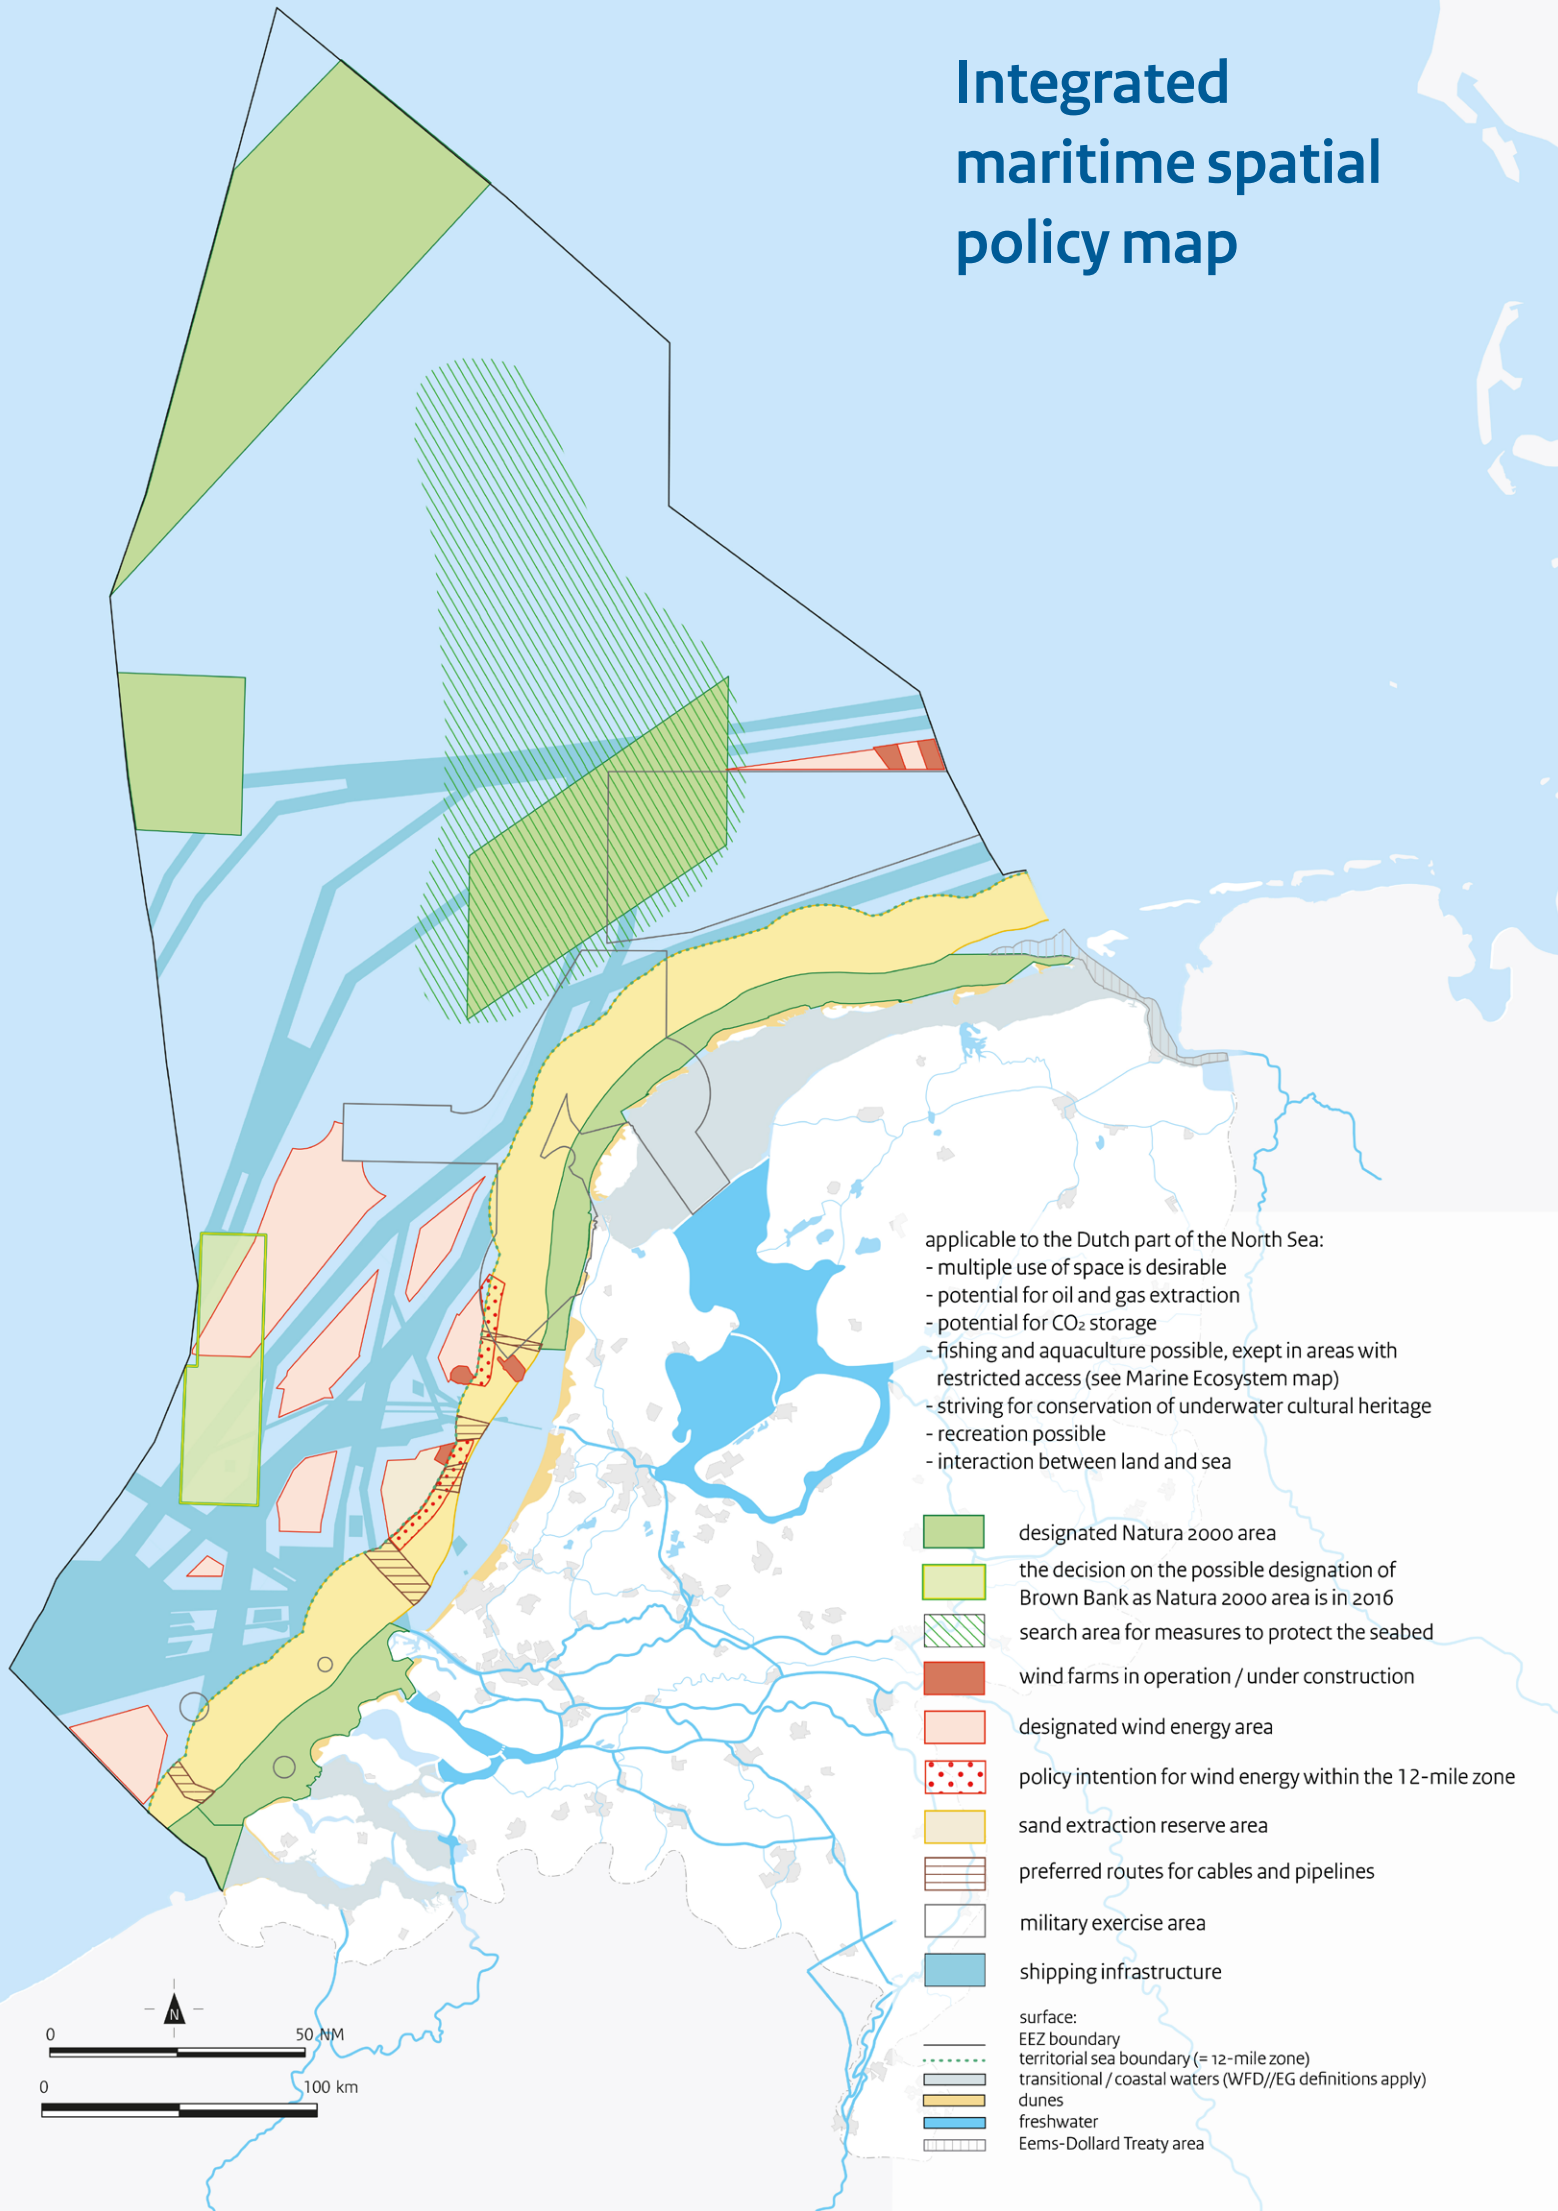 Integrated
maritime spatial
policy map
applicable to the Dutch part of the North Sea:
- multiple use of space is desirable
- potential for oil and gas extraction
- potential for CO₂ storage
- fishing and aquaculture possible, exept in areas with
restricted access (see Marine Ecosystem map)
- striving for conservation of underwater cultural heritage
- recreation possible
- interaction between land and sea
designated Natura 2000 area
the decision on the possible designation of
Brown Bank as Natura 2000 area is in 2016
search area for measures to protect the seabed
wind farms in operation / under construction
designated wind energy area
policy intention for wind energy within the 12-mile zone
sand extraction reserve area
preferred routes for cables and pipelines
military exercise area
shipping infrastructure
surface:
EEZ boundary
territorial sea boundary (= 12-mile zone)
transitional / coastal waters (WFD//EG definitions apply)
dunes
freshwater
Eems-Dollard Treaty area
N
0 50 NM
0 100 km